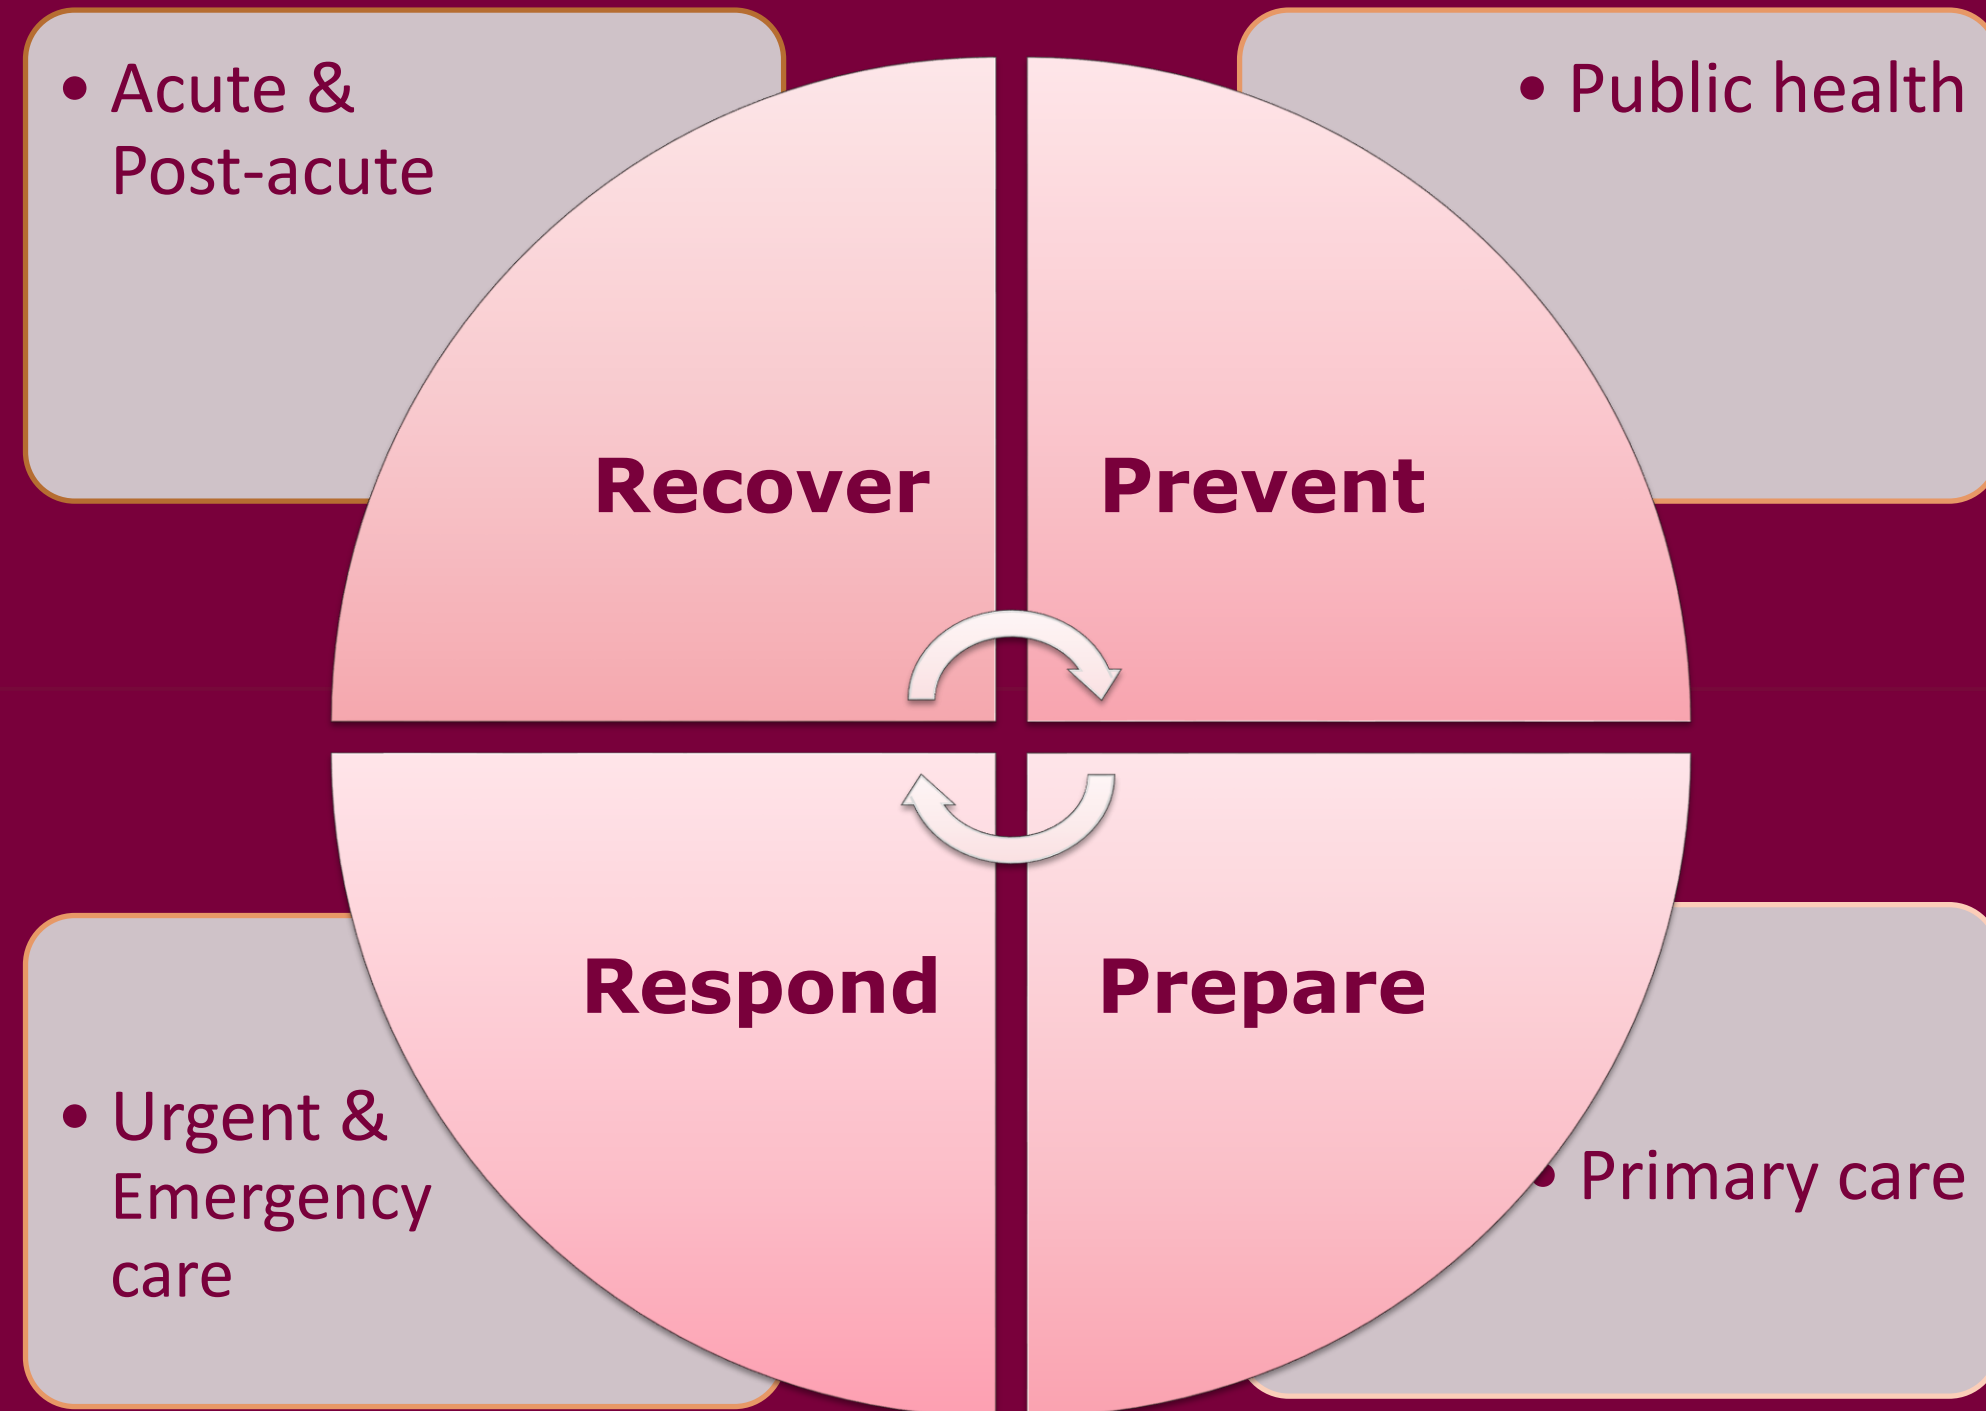 • Acute &
Post-acute
• Public health
Recover
Prevent
Respond
Prepare
• Urgent &
Emergency
care
• Primary care